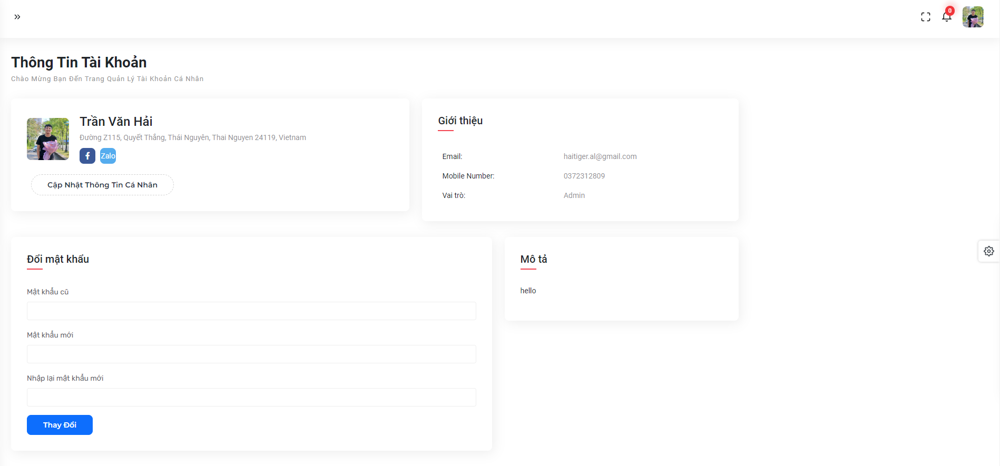 0
Thông Tin Tài Khoản
Chào Mừng Bạn Đến Trang Quản Lý Tài Khoản Cá Nhân
Trần Văn Hải
Đường Z115, Quyết Thắng, Thái Nguyên, Thai Nguyen 24119, Vietnam
Zalo
Cập Nhật Thông Tin Cá Nhân
Giới thiệu
Email: haitiger.al@gmail.com
Mobile Number: 0372312809
Vai trò: Admin
Đổi mật khẩu
Mật khẩu cũ
Mật khẩu mới
Nhập lại mật khẩu mới
Thay Đổi
Mô tả
hello